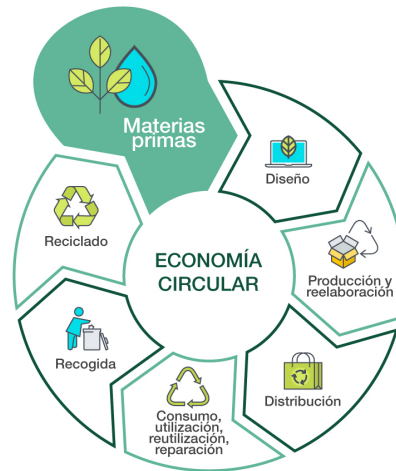 Materias
primas
Diseño
Producción y
reelaboración
Distribución
Consumo,
utilización,
reutilización,
reparación
Recogida
Reciclado
ECONOMÍA
CIRCULAR